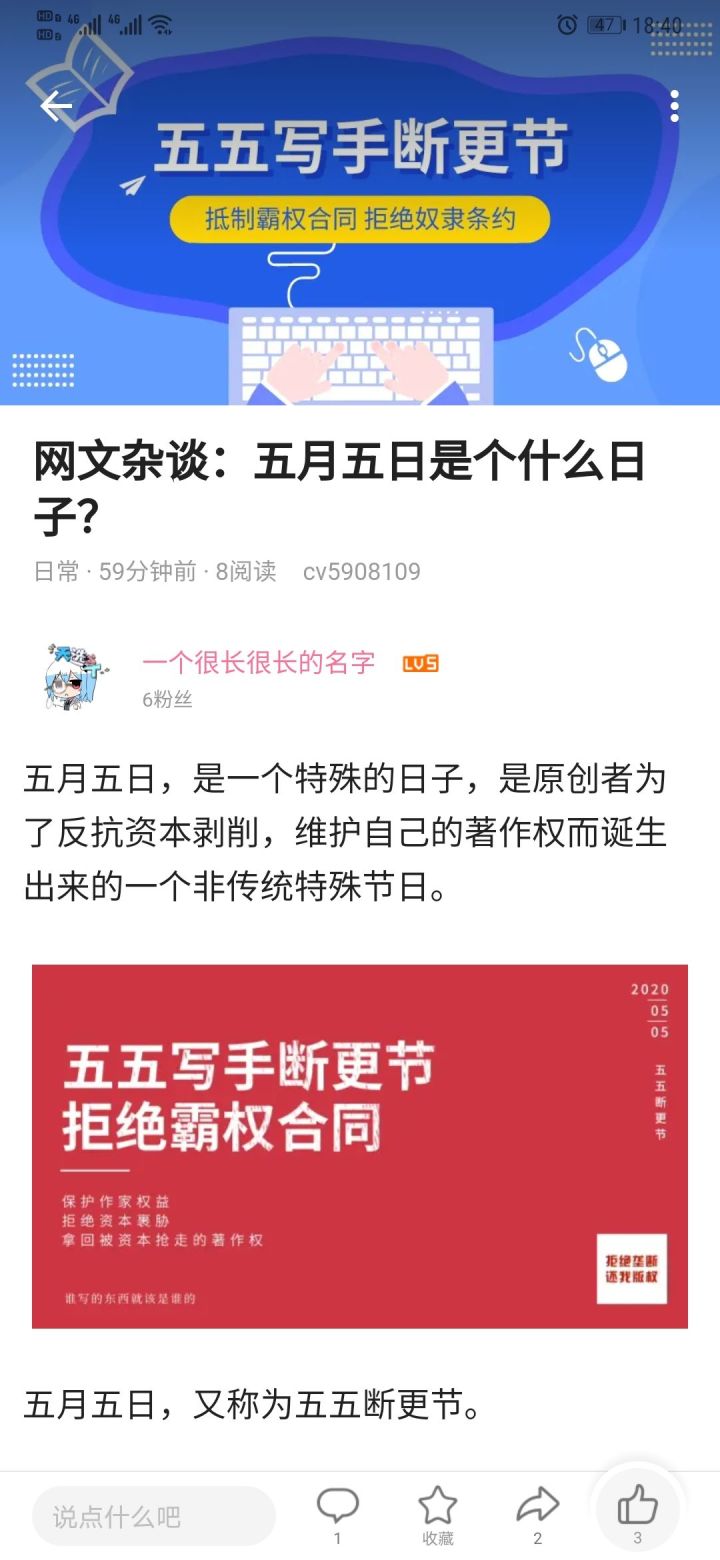 HD 4G 4G 47 18:40
HD 2
五五写手断更节
抵制霸权合同 拒绝奴隶条约
网文杂谈：五月五日是个什么日
子？
日常 · 59分钟前 · 8阅读 cv5908109
一个很长很长的名字 LV5
6粉丝
五月五日，是一个特殊的日子，是原创者为
了反抗资本剥削，维护自己的著作权而诞生
出来的一个非传统特殊节日。
2020
05
05
五五断更节
五五写手断更节
拒绝霸权合同
保护作家权益
拒绝资本裹胁
拿回被资本抢走的著作权
谁写的东西就该是谁的
拒绝垄断
还我版权
五月五日，又称为五五断更节。
说点什么吧
1
收藏
2
3